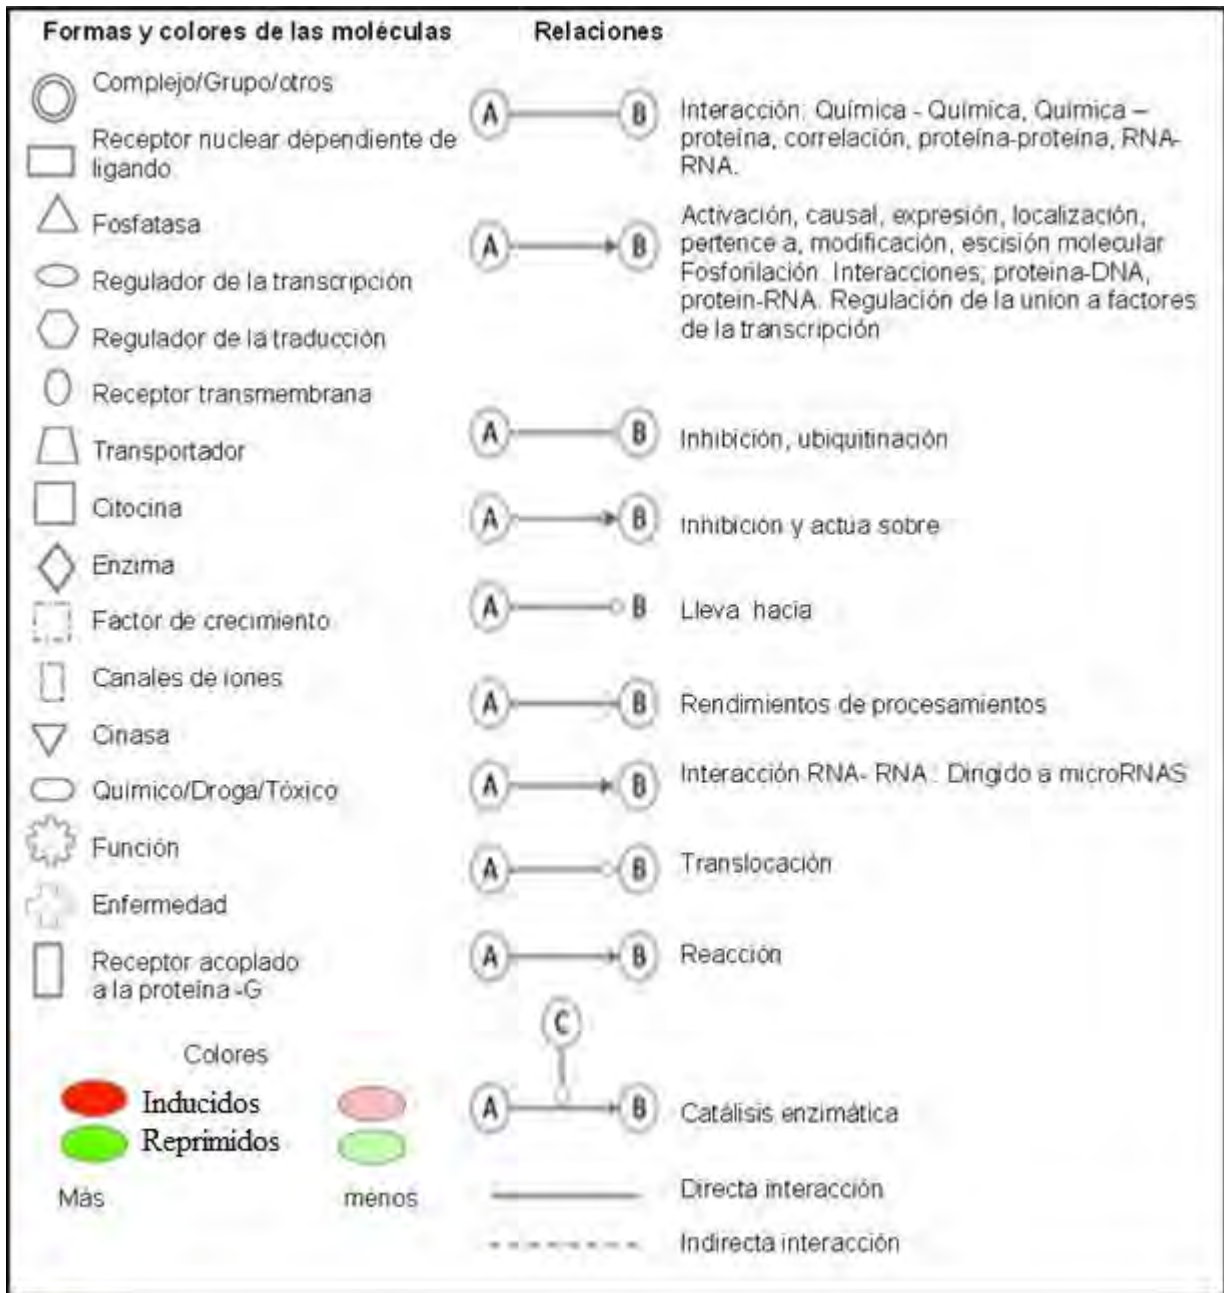 Formas y colores de las moléculas
Complejo/Grupo/otros
Receptor nuclear dependiente de
ligando
Fosfatasa
Regulador de la transcripción
Regulador de la traducción
Receptor transmembrana
Transportador
Citocina
Enzima
Factor de crecimiento
Canales de iones
Cinasa
Químico/Droga/Tóxico
Función
Enfermedad
Receptor acoplado
a la proteína -G
Colores
Inducidos
Reprimidos
Más menos
Relaciones
A B Interacción: Química - Química, Química –
proteína, correlación, proteína-proteína, RNA-
RNA.
A B Activación, causal, expresión, localización,
pertence a, modificación, escisión molecular
Fosforilación. Interacciones; proteina-DNA,
protein-RNA. Regulación de la union a factores
de la transcripción
A B Inhibición, ubiquitinación
A B Inhibición y actúa sobre
A B Lleva hacia
A B Rendimientos de procesamientos
A B Interacción RNA- RNA: Dirigido a microRNAS
A B Translocación
A B Reacción
C
A B Catálisis enzimática
Directa interacción
Indirecta interacción